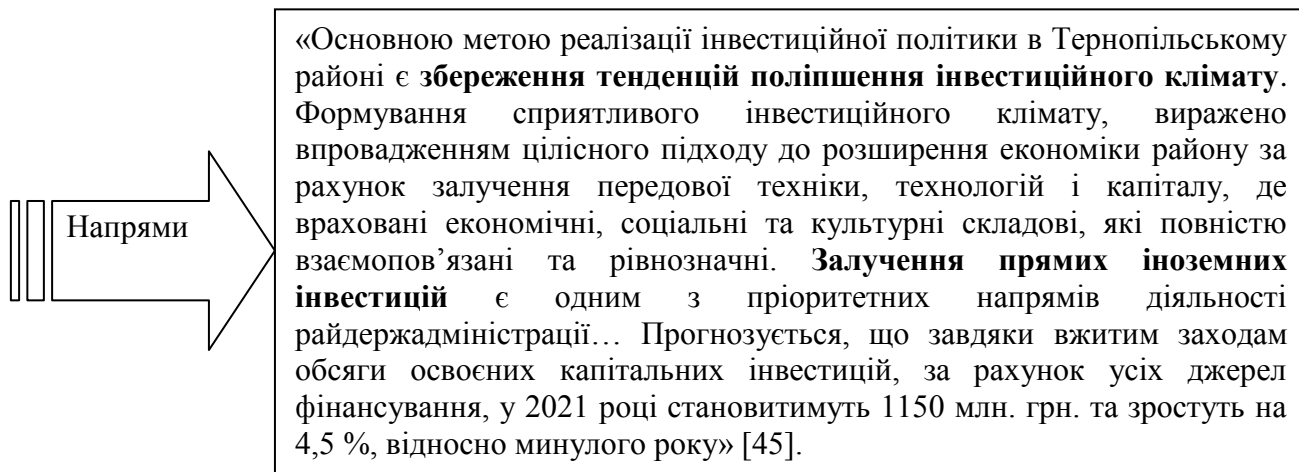 Напрями
«Основною метою реалізації інвестиційної політики в Тернопільському
районі є збереження тенденцій поліпшення інвестиційного клімату.
Формування сприятливого інвестиційного клімату, виражено
впровадженням цілісного підходу до розширення економіки району за
рахунок залучення передової техніки, технологій і капіталу, де
враховані економічні, соціальні та культурні складові, які повністю
взаємопов’язані та рівнозначні. Залучення прямих іноземних
інвестицій є одним з пріоритетних напрямів діяльності
райдержадміністрації… Прогнозується, що завдяки вжитим заходам
обсяги освоєних капітальних інвестицій, за рахунок усіх джерел
фінансування, у 2021 році становитимуть 1150 млн. грн. та зростуть на
4,5 %, відносно минулого року» [45].